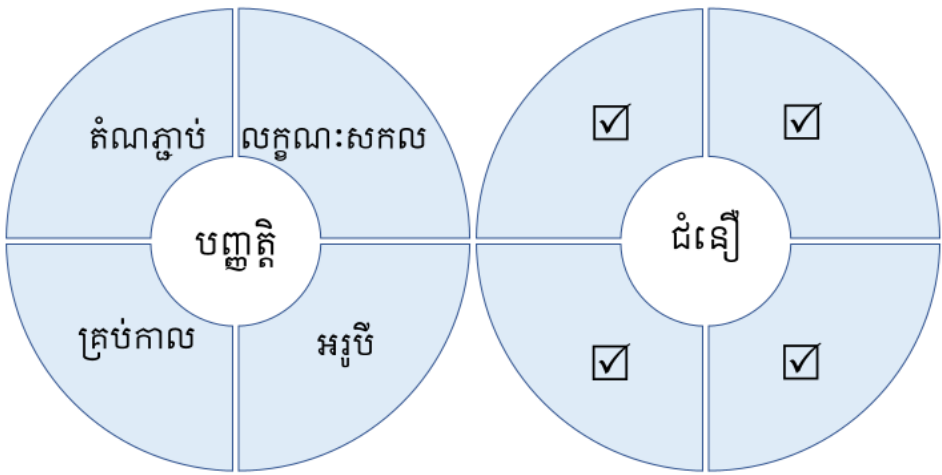 តំណភ្ជាប់
លក្ខណៈសកល
បញ្ញត្តិ
គ្រប់កាល
អរូបី
☑
☑
ជំនឿ
☑
☑